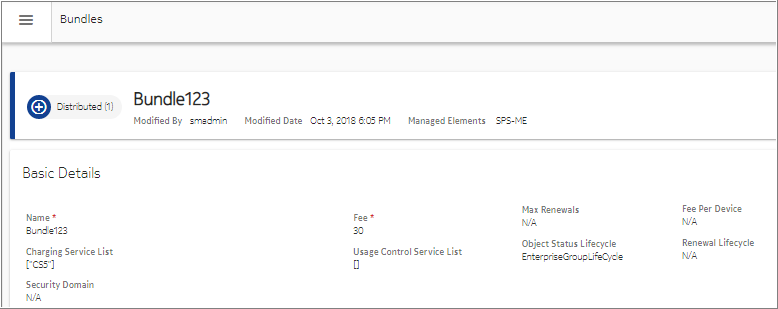 Bundles
Distributed (1)
Bundle123
Modified By smadmin Modified Date Oct 3, 2018 6:05 PM Managed Elements SPS-ME
Basic Details
Name * Fee * Max Renewals Fee Per Device
Bundle123 30 N/A N/A
Charging Service List Usage Control Service List Object Status Lifecycle Renewal Lifecycle
["CS5"] [] EnterpriseGroupLifeCycle N/A
Security Domain
N/A